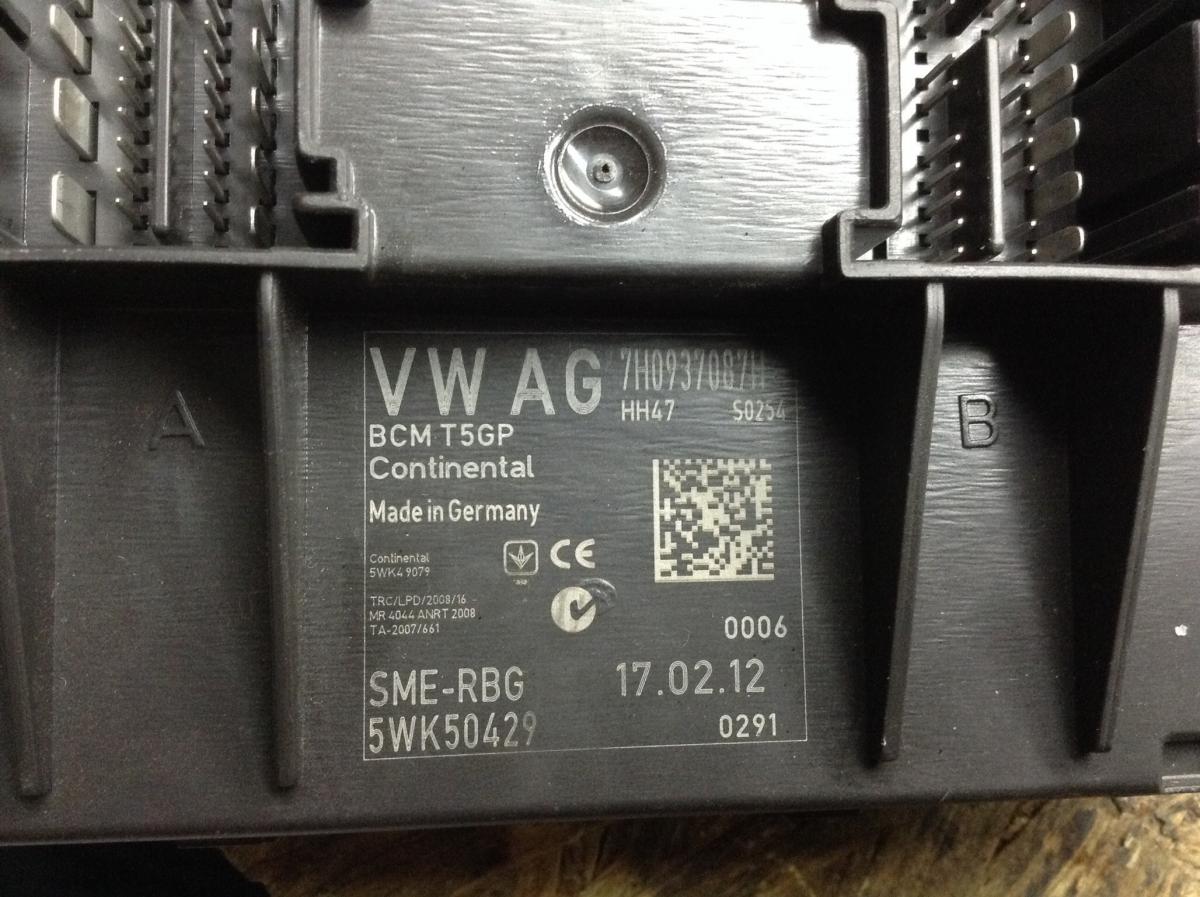 VW AG 7H0937087H
HH47 S0254
BCM T5GP
Continental
Made in Germany
Continental
5WK4 9079
CE
TRC/LPD/2008/16
MR 4044 ANRT 2008
TA-2007/661
0006
SME-RBG 17.02.12
5WK50429 0291
A
B